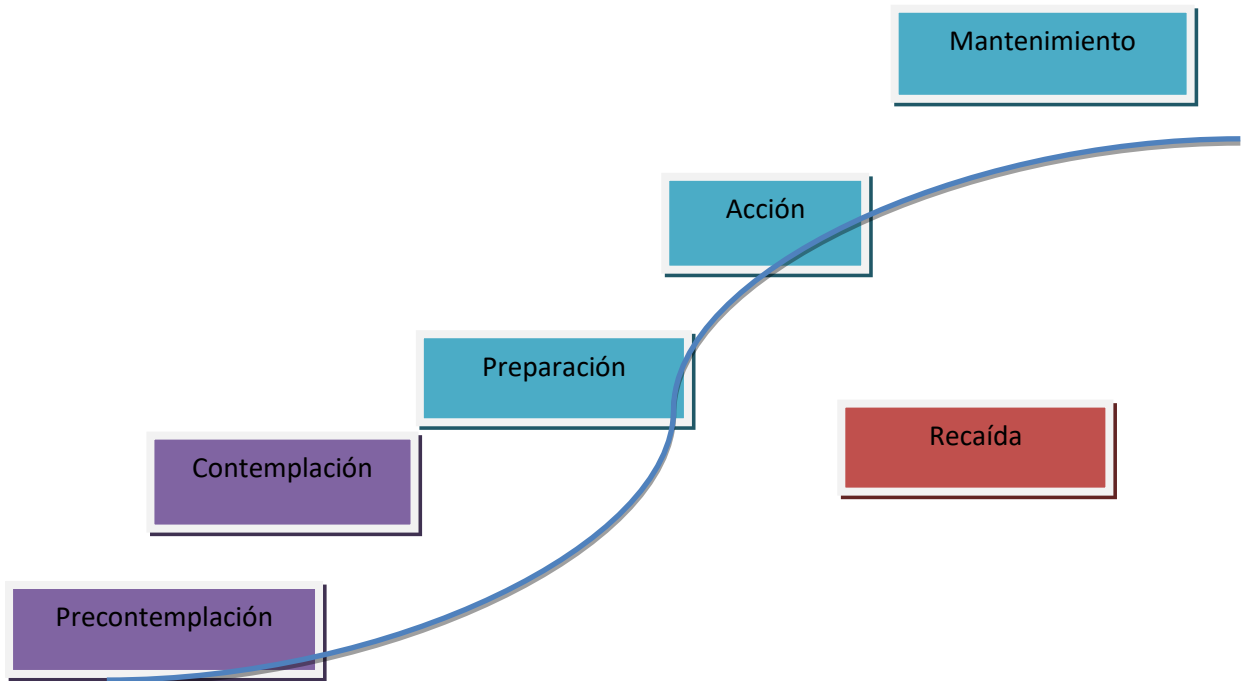 Mantenimiento
Acción
Preparación
Recaída
Contemplación
Precontemplación